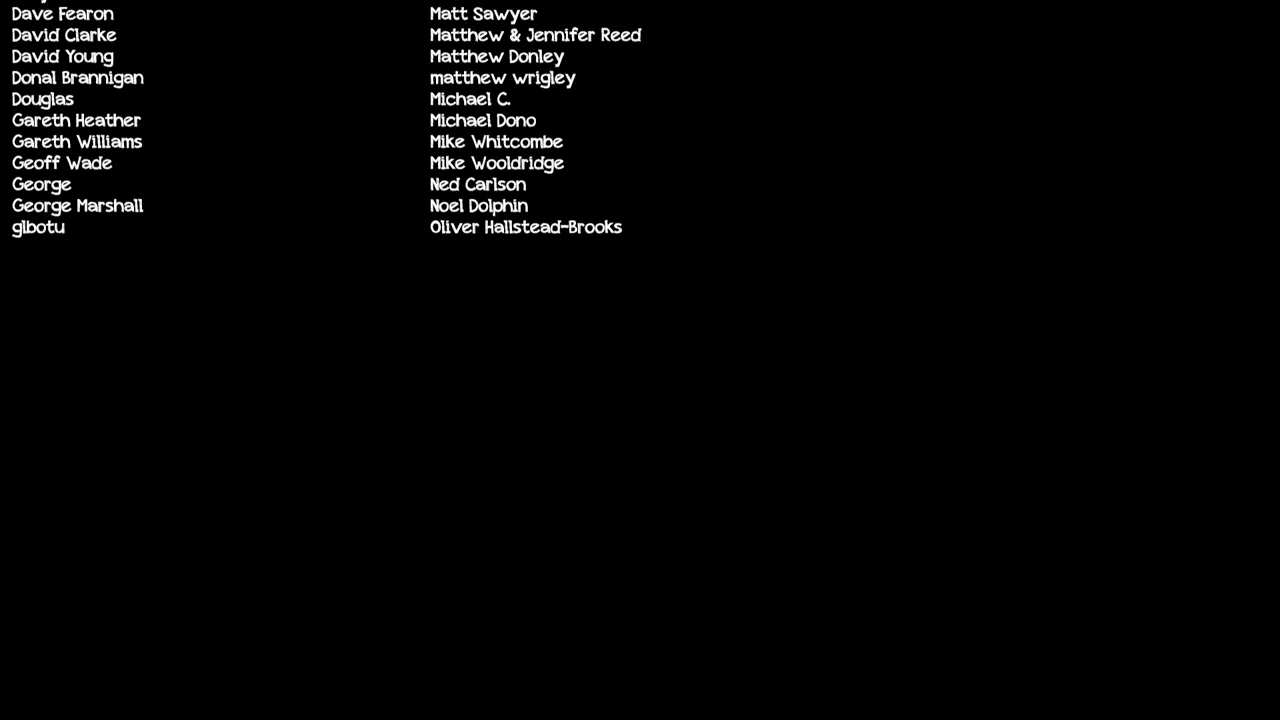 Dave Fearon
David Clarke
David Young
Donal Brannigan
Douglas
Gareth Heather
Gareth Williams
Geoff Wade
George
George Marshall
glbotu
Matt Sawyer
Matthew & Jennifer Reed
Matthew Donley
matthew wrigley
Michael C.
Michael Dono
Mike Whitcombe
Mike Wooldridge
Ned Carlson
Noel Dolphin
Oliver Hallstead-Brooks